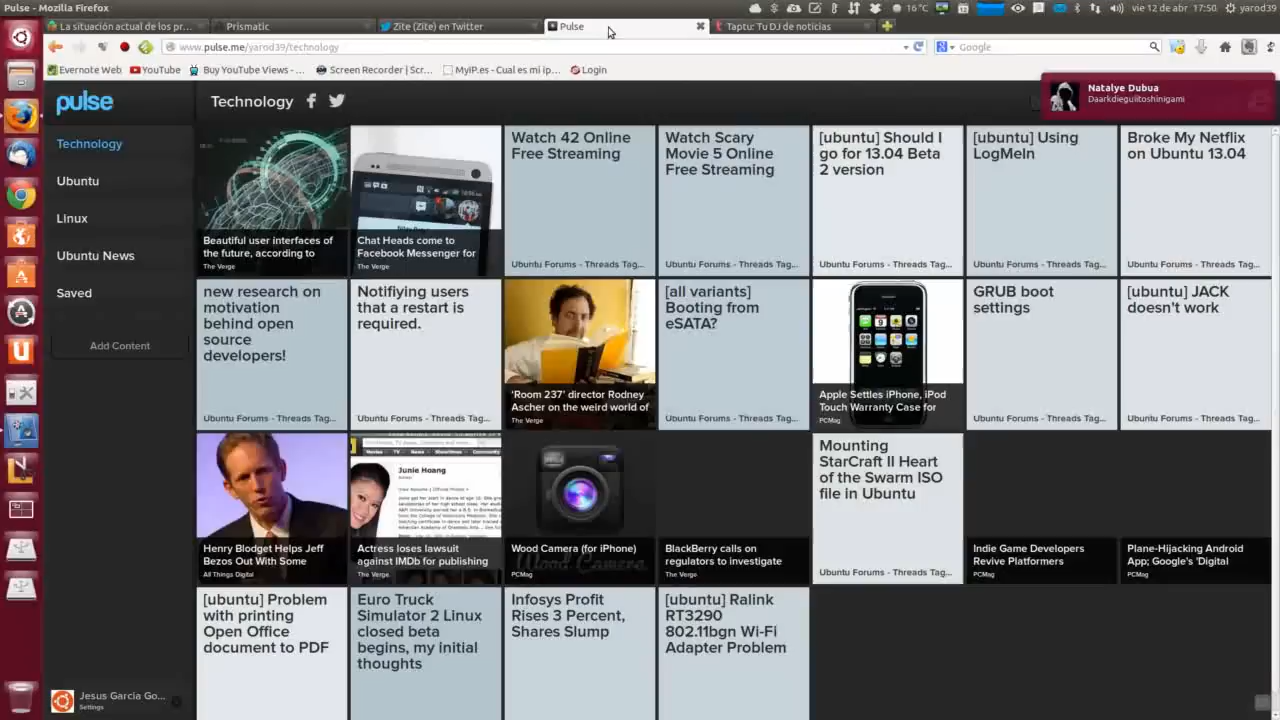 Pulse - Mozilla Firefox
16°C
vie 12 de abr 17:50
yarod39
La situación actual de los pr...
Prismatic
Zite (Zite) en Twitter
Pulse
Taptu: Tu DJ de noticias
www.pulse.me/yarod39/technology
Google
Evernote Web
YouTube
Buy YouTube Views - ...
Screen Recorder | Scr...
MyIP.es - Cual es mi ip...
Login
Natalye Dubua
Daarkdieguiitoshinigami
pulse
Technology
Technology
Ubuntu
Linux
Ubuntu News
Saved
Add Content
Jesus Garcia Go...
Settings
Beautiful user interfaces of
the future, according to
The Verge
Chat Heads come to
Facebook Messenger for
The Verge
Watch 42 Online
Free Streaming
Ubuntu Forums - Threads Tag...
Watch Scary
Movie 5 Online
Free Streaming
Ubuntu Forums - Threads Tag...
[ubuntu] Should I
go for 13.04 Beta
2 version
Ubuntu Forums - Threads Tag...
[ubuntu] Using
LogMeIn
Ubuntu Forums - Threads Tag...
Broke My Netflix
on Ubuntu 13.04
Ubuntu Forums - Threads Tag...
new research on
motivation
behind open
source
developers!
Ubuntu Forums - Threads Tag...
Notifiying users
that a restart is
required.
Ubuntu Forums - Threads Tag...
'Room 237' director Rodney
Ascher on the weird world of
The Verge
[all variants]
Booting from
eSATA?
Ubuntu Forums - Threads Tag...
Apple Settles iPhone, iPod
Touch Warranty Case for
PCMag
GRUB boot
settings
Ubuntu Forums - Threads Tag...
[ubuntu] JACK
doesn't work
Ubuntu Forums - Threads Tag...
Henry Blodget Helps Jeff
Bezos Out With Some
All Things Digital
Junie Hoang
Actress loses lawsuit
against IMDb for publishing
The Verge
Wood Camera (for iPhone)
PCMag
Wood Camera
BlackBerry calls on
regulators to investigate
The Verge
Mounting
StarCraft II Heart
of the Swarm ISO
file in Ubuntu
Ubuntu Forums - Threads Tag...
Indie Game Developers
Revive Platformers
PCMag
Plane-Hijacking Android
App; Google's 'Digital
PCMag
[ubuntu] Problem
with printing
Open Office
document to PDF
Euro Truck
Simulator 2 Linux
closed beta
begins, my initial
thoughts
Infosys Profit
Rises 3 Percent,
Shares Slump
[ubuntu] Ralink
RT3290
802.11bgn Wi-Fi
Adapter Problem